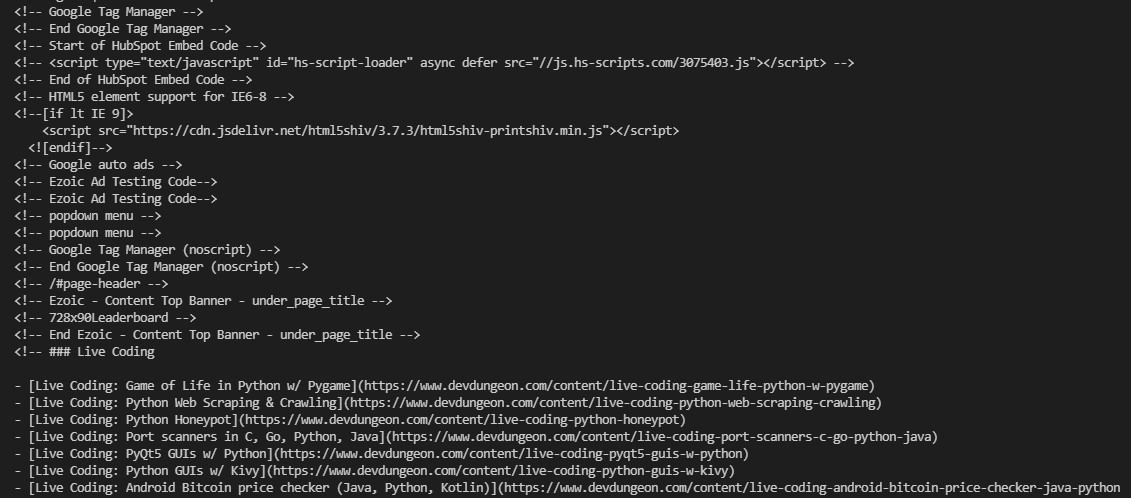 <!-- Google Tag Manager -->
<!-- End Google Tag Manager -->
<!-- Start of HubSpot Embed Code -->
<!-- <script type="text/javascript" id="hs-script-loader" async defer src="//js.hs-scripts.com/3075403.js"></script> -->
<!-- End of HubSpot Embed Code -->
<!-- HTML5 element support for IE6-8 -->
<!--[if lt IE 9]>
<script src="https://cdn.jsdelivr.net/html5shiv/3.7.3/html5shiv-printshiv.min.js"></script>
<![endif]-->
<!-- Google auto ads -->
<!-- Ezoic Ad Testing Code-->
<!-- Ezoic Ad Testing Code-->
<!-- popdown menu -->
<!-- popdown menu -->
<!-- Google Tag Manager (noscript) -->
<!-- End Google Tag Manager (noscript) -->
<!-- /#page-header -->
<!-- Ezoic - Content Top Banner - under_page_title -->
<!-- 728x90Leaderboard -->
<!-- End Ezoic - Content Top Banner - under_page_title -->
<!-- ### Live Coding
- [Live Coding: Game of Life in Python w/ Pygame](https://www.devdungeon.com/content/live-coding-game-life-python-w-pygame)
- [Live Coding: Python Web Scraping & Crawling](https://www.devdungeon.com/content/live-coding-python-web-scraping-crawling)
- [Live Coding: Python Honeypot](https://www.devdungeon.com/content/live-coding-python-honeypot)
- [Live Coding: Port scanners in C, Go, Python, Java](https://www.devdungeon.com/content/live-coding-port-scanners-c-go-python-java)
- [Live Coding: PyQt5 GUIs w/ Python](https://www.devdungeon.com/content/live-coding-pyqt5-guis-w-python)
- [Live Coding: Python GUIs w/ Kivy](https://www.devdungeon.com/content/live-coding-python-guis-w-kivy)
- [Live Coding: Android Bitcoin price checker (Java, Python, Kotlin)](https://www.devdungeon.com/content/live-coding-android-bitcoin-price-checker-java-python